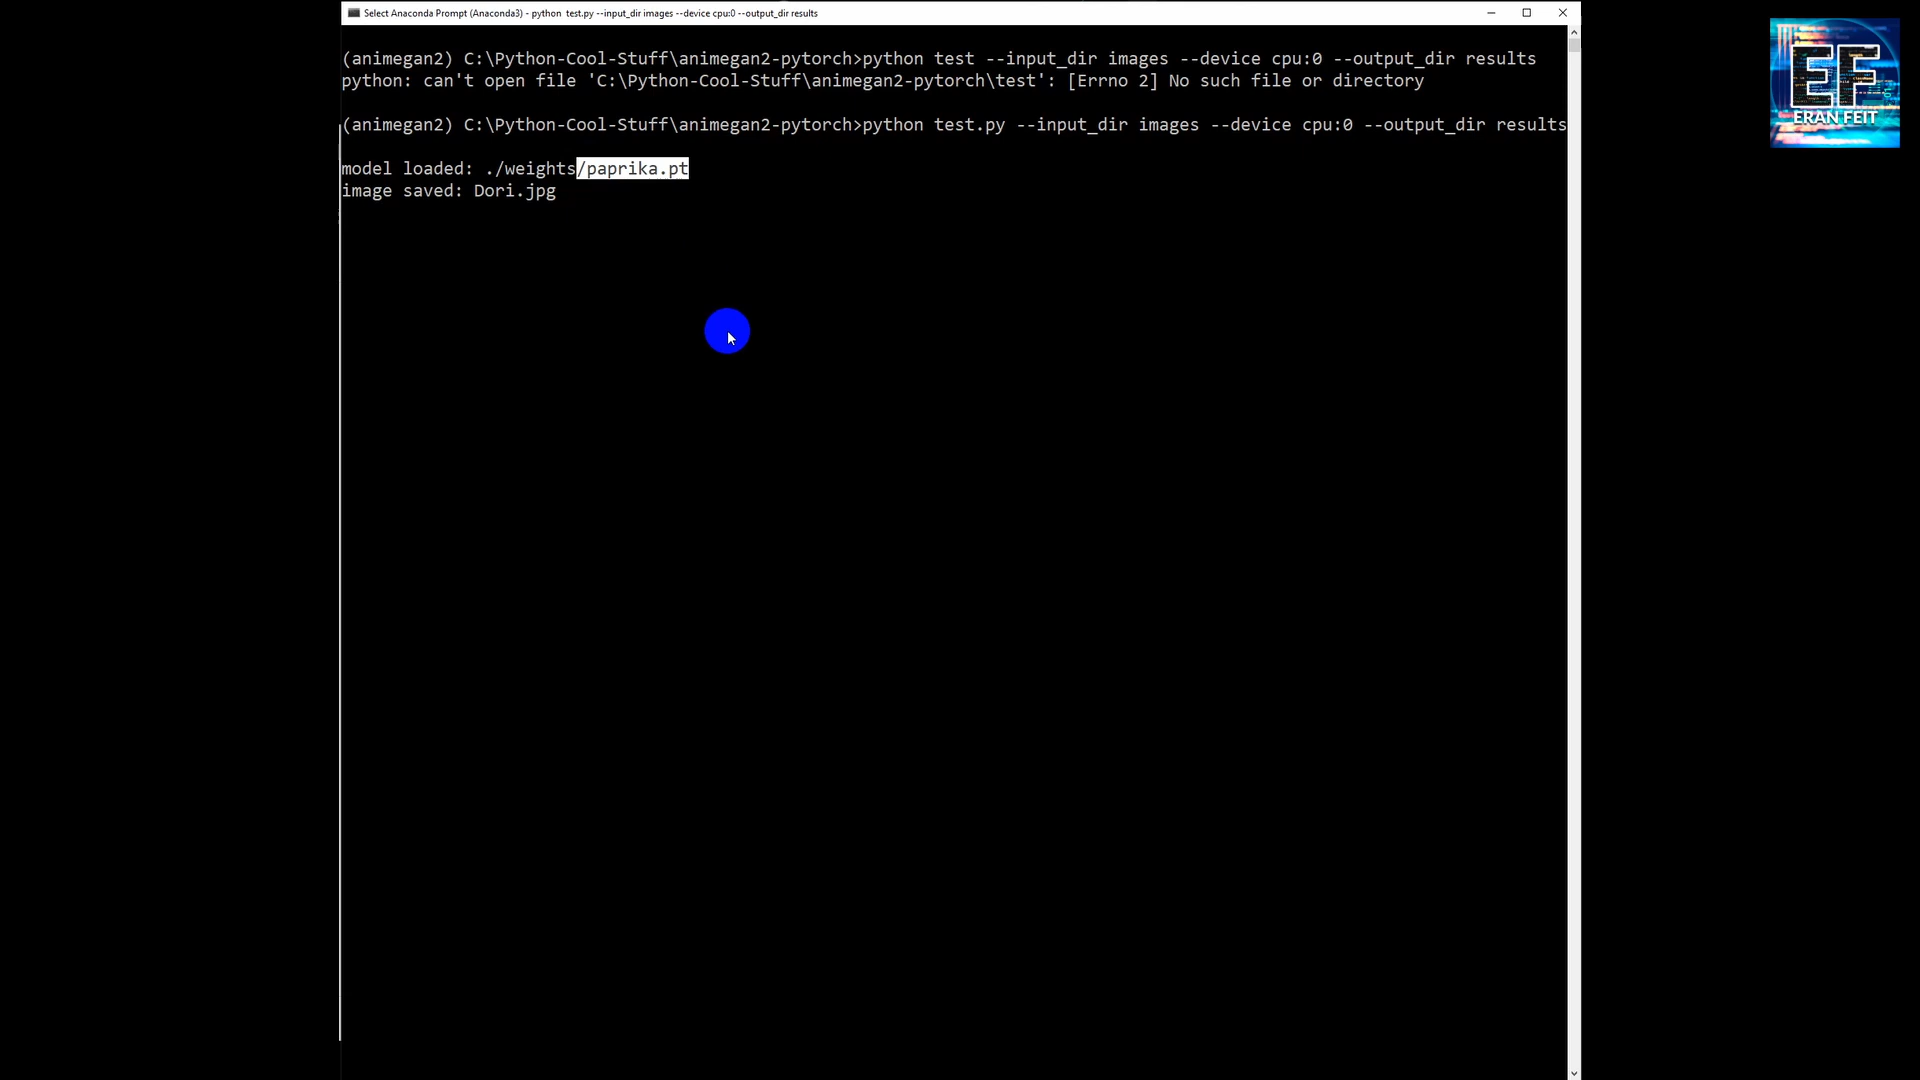 Select Anaconda Prompt (Anaconda3) - python  test.py --input_dir images --device cpu:0 --output_dir results
(animegan2) C:\Python-Cool-Stuff\animegan2-pytorch>python test --input_dir images --device cpu:0 --output_dir results
python: can't open file 'C:\Python-Cool-Stuff\animegan2-pytorch\test': [Errno 2] No such file or directory
(animegan2) C:\Python-Cool-Stuff\animegan2-pytorch>python test.py --input_dir images --device cpu:0 --output_dir results
model loaded: ./weights/paprika.pt
image saved: Dori.jpg
EF
ERAN FEIT